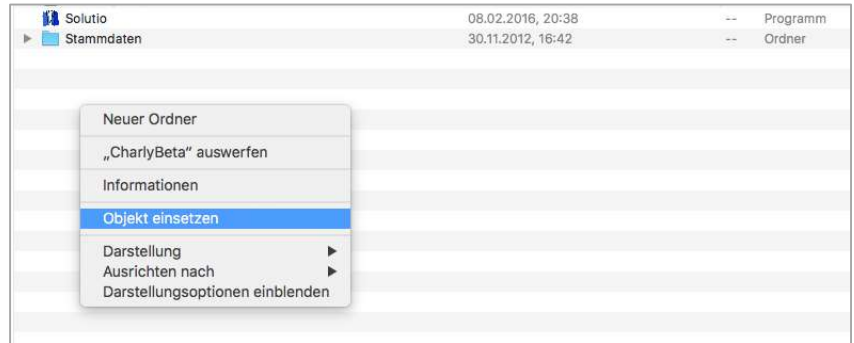 Solutio 08.02.2016, 20:38 -- Programm
Stammdaten 30.11.2012, 16:42 -- Ordner
Neuer Ordner
„CharlyBeta“ auswerfen
Informationen
Objekt einsetzen
Darstellung
Ausrichten nach
Darstellungsoptionen einblenden